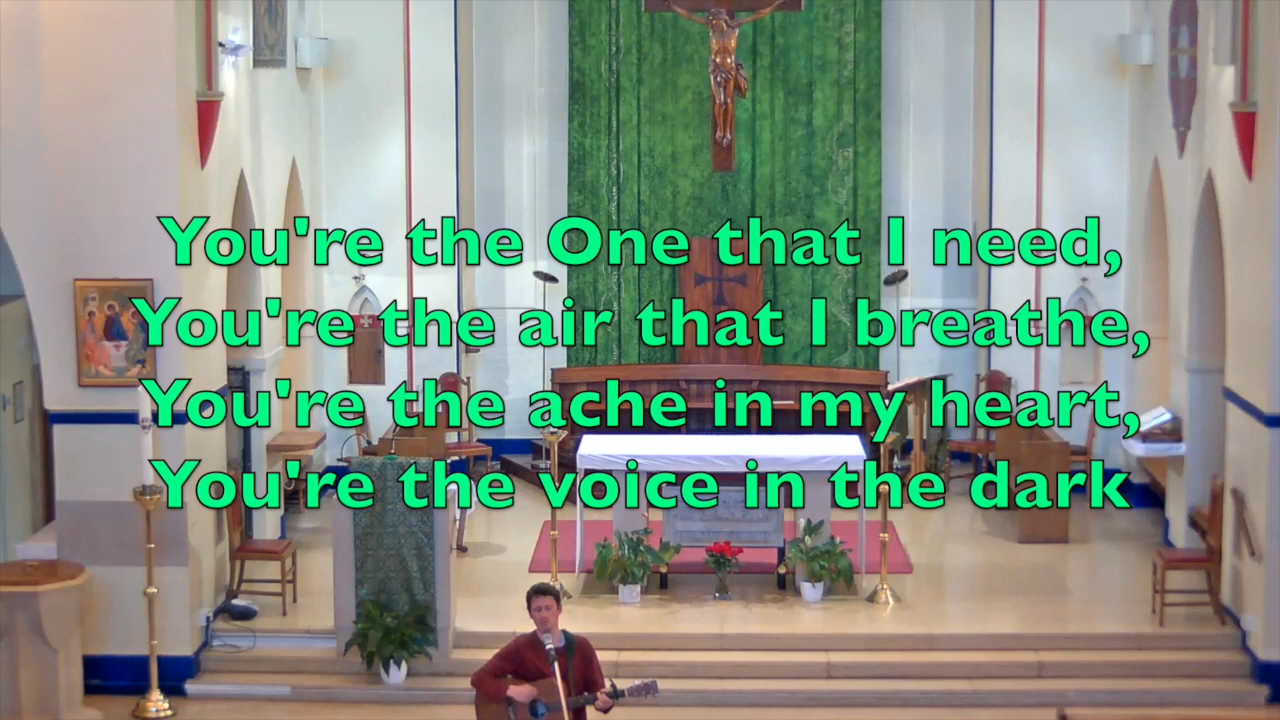 You're the One that I need,
You're the air that I breathe,
You're the ache in my heart,
You're the voice in the dark